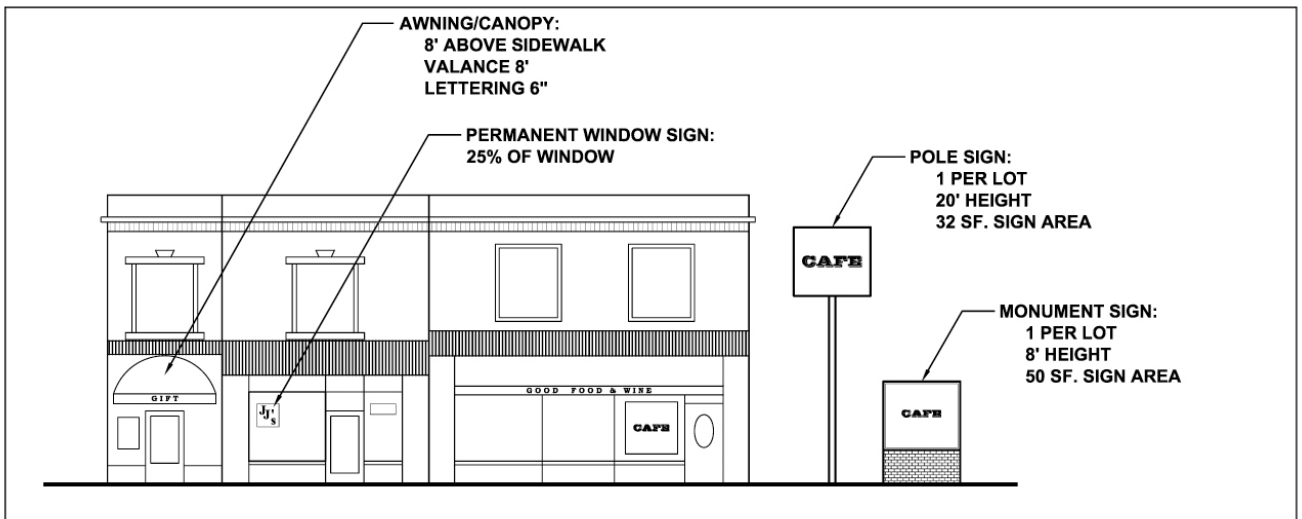 AWNING/CANOPY:
8' ABOVE SIDEWALK
VALANCE 8'
LETTERING 6"
PERMANENT WINDOW SIGN:
25% OF WINDOW
POLE SIGN:
1 PER LOT
20' HEIGHT
32 SF. SIGN AREA
CAFE
MONUMENT SIGN:
1 PER LOT
8' HEIGHT
50 SF. SIGN AREA
GIFT
JJ's
GOOD FOOD & WINE
CAFE
CAFE